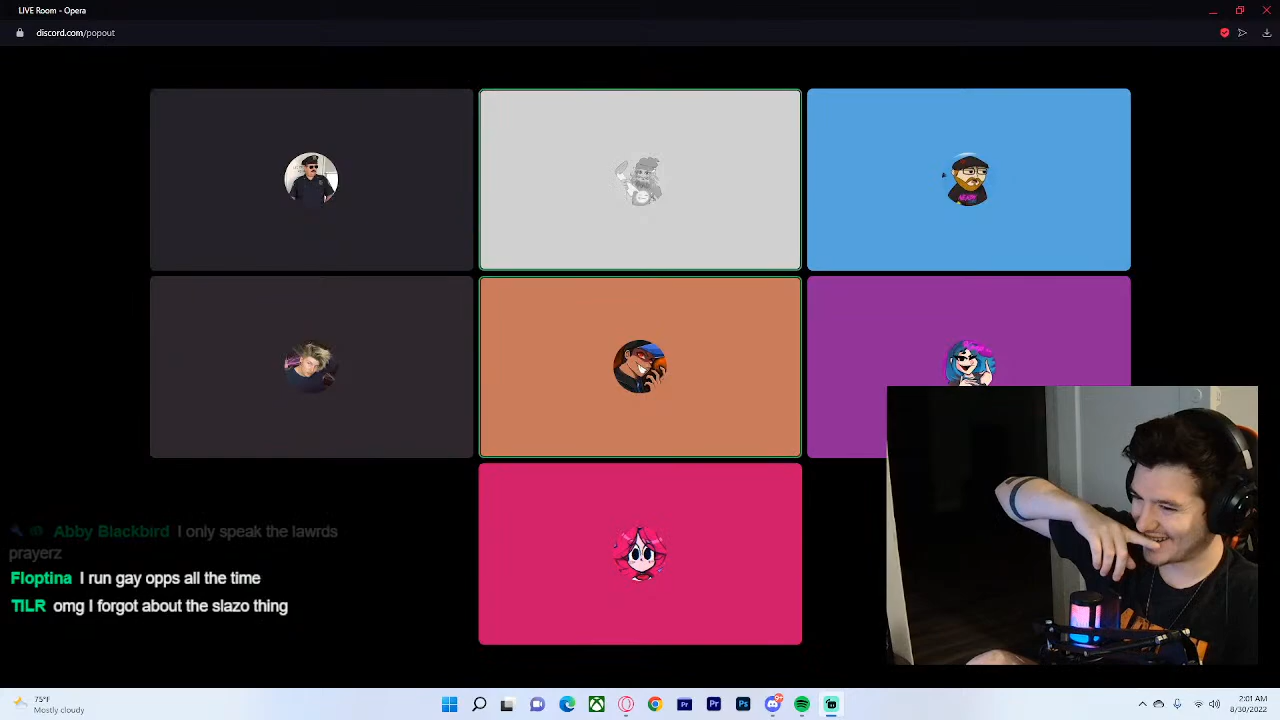 LIVE Room - Opera
discord.com/popout
Abby Blackbird I only speak the lawrds
prayerz
Floptina I run gay opps all the time
TILR omg I forgot about the slazo thing
75°F
Mostly cloudy
2:01 AM
8/30/2022